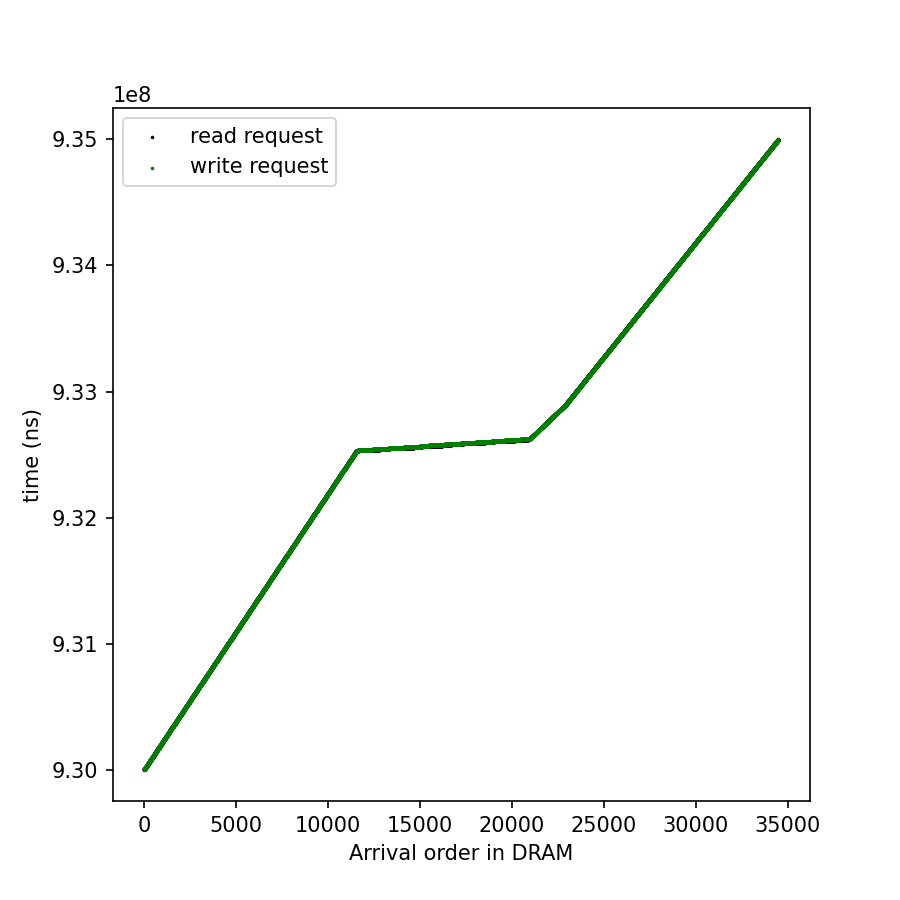 1e8
read request
write request
9.35
9.34
9.33
9.32
9.31
9.30
time (ns)
0 5000 10000 15000 20000 25000 30000 35000
Arrival order in DRAM